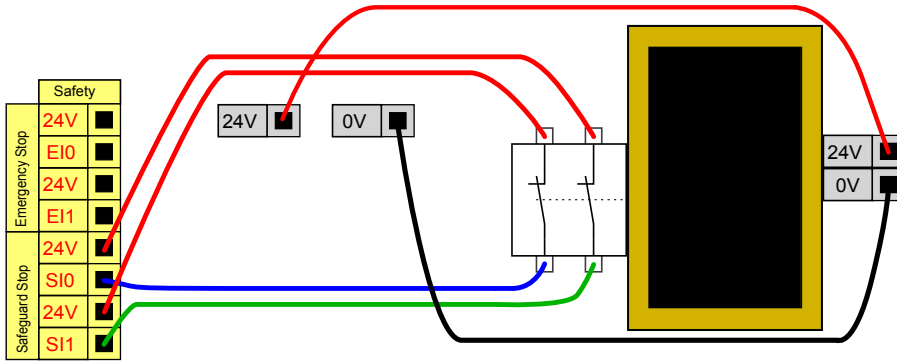 Safety
Emergency Stop
24V
EI0
24V
EI1
Safeguard Stop
24V
SI0
24V
SI1
24V
0V
24V
0V